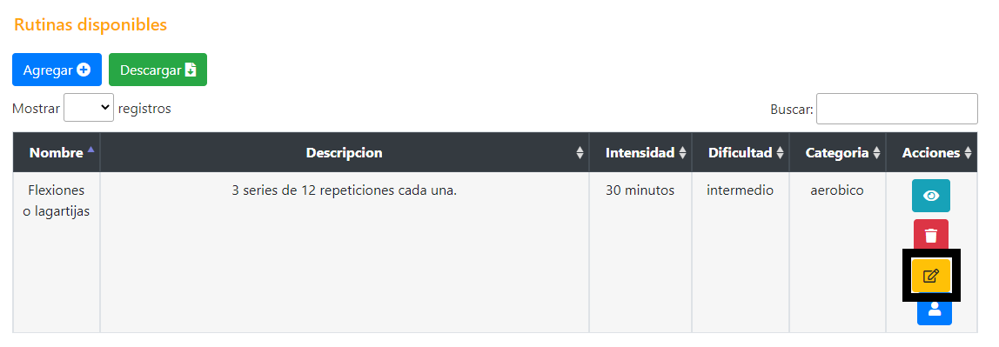 Rutinas disponibles
Agregar Descargar
Mostrar registros Buscar:
Nombre Descripcion Intensidad Dificultad Categoria Acciones
Flexiones 3 series de 12 repeticiones cada una. 30 minutos intermedio aerobico
o lagartijas